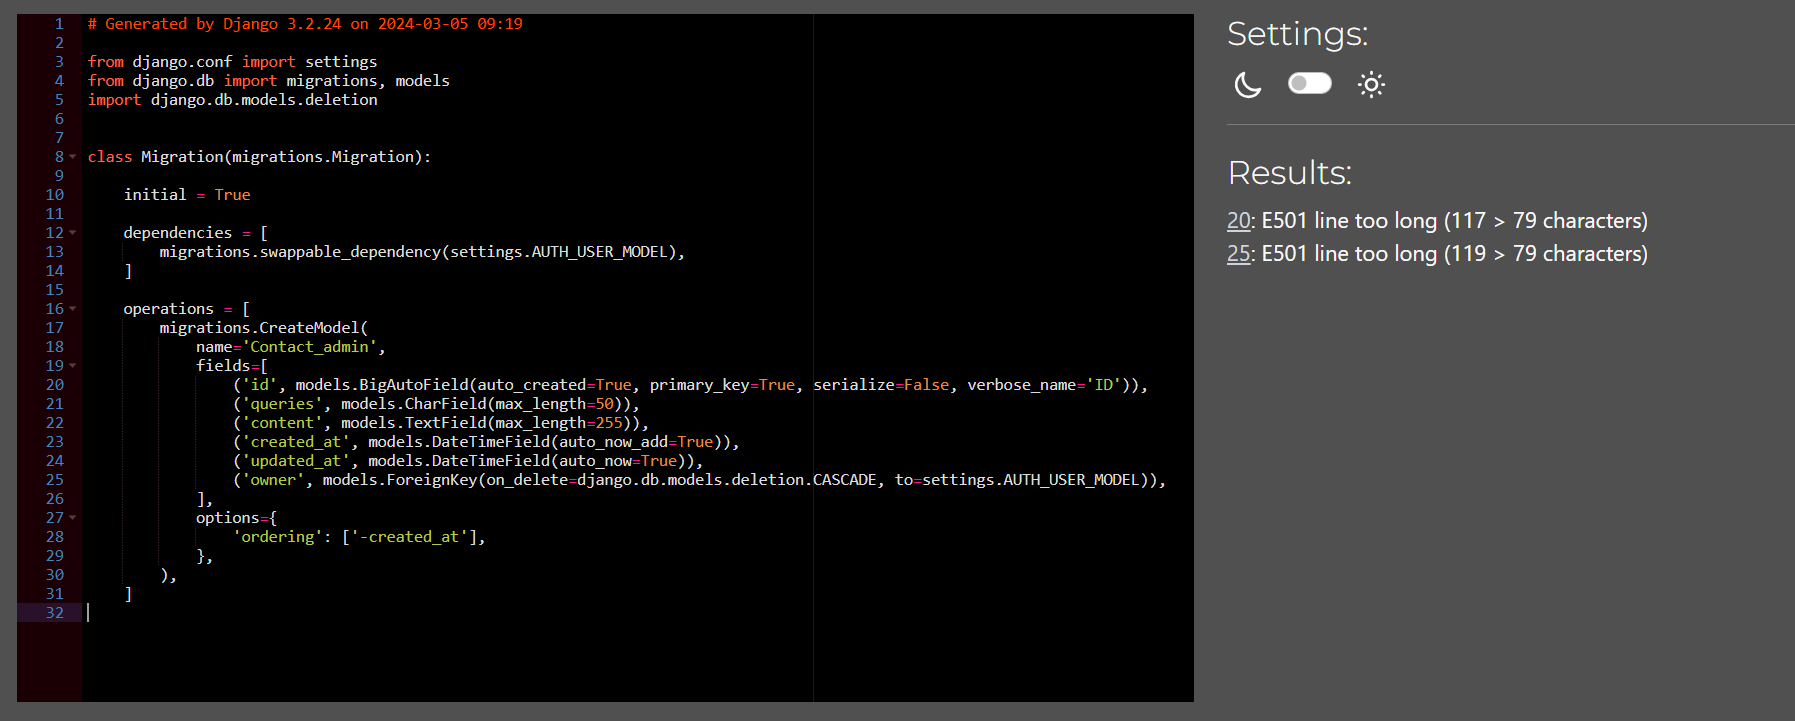 1 # Generated by Django 3.2.24 on 2024-03-05 09:19
2
3 from django.conf import settings
4 from django.db import migrations, models
5 import django.db.models.deletion
6
7
8 class Migration(migrations.Migration):
9
10     initial = True
11
12     dependencies = [
13         migrations.swappable_dependency(settings.AUTH_USER_MODEL),
14     ]
15
16     operations = [
17         migrations.CreateModel(
18             name='Contact_admin',
19             fields=[
20                 ('id', models.BigAutoField(auto_created=True, primary_key=True, serialize=False, verbose_name='ID')),
21                 ('queries', models.CharField(max_length=50)),
22                 ('content', models.TextField(max_length=255)),
23                 ('created_at', models.DateTimeField(auto_now_add=True)),
24                 ('updated_at', models.DateTimeField(auto_now=True)),
25                 ('owner', models.ForeignKey(on_delete=django.db.models.deletion.CASCADE, to=settings.AUTH_USER_MODEL)),
26             ],
27             options={
28                 'ordering': ['-created_at'],
29             },
30         ),
31     ]
32
Settings:
Results:
20: E501 line too long (117 > 79 characters)
25: E501 line too long (119 > 79 characters)